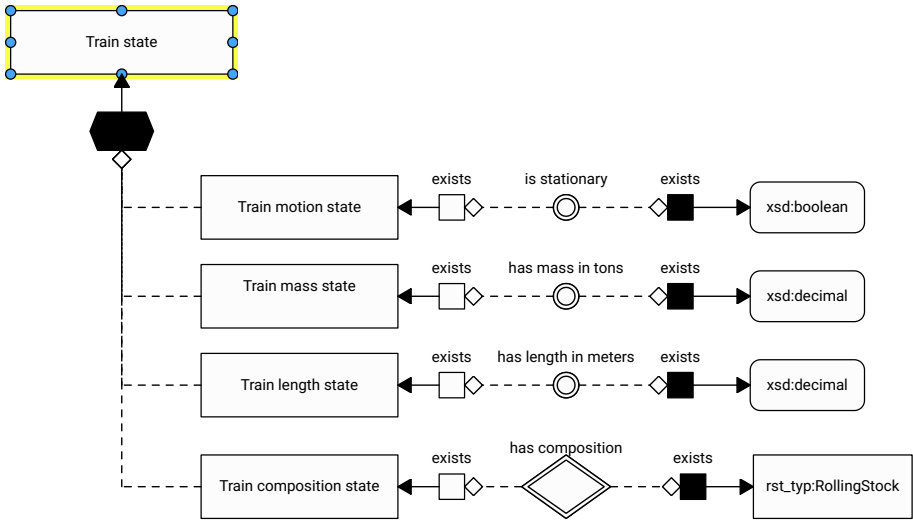 Train state
exists
is stationary
exists
Train motion state
xsd:boolean
exists
has mass in tons
exists
Train mass state
xsd:decimal
exists
has length in meters
exists
Train length state
xsd:decimal
exists
has composition
exists
Train composition state
rst_typ:RollingStock